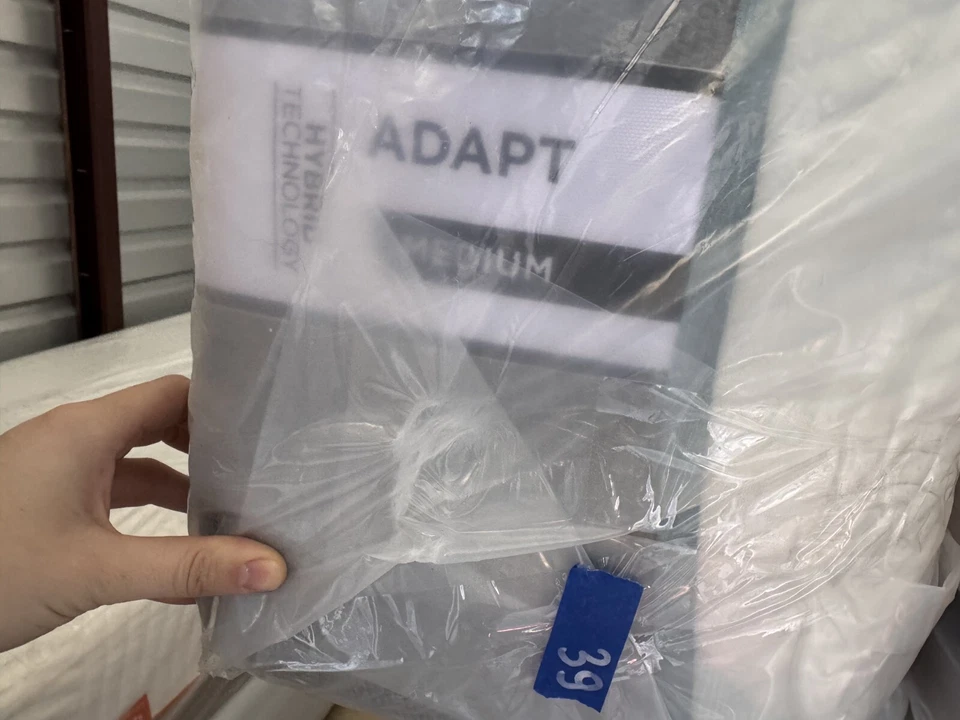 ADAPT
MEDIUM
HYBRID
TECHNOLOGY
39